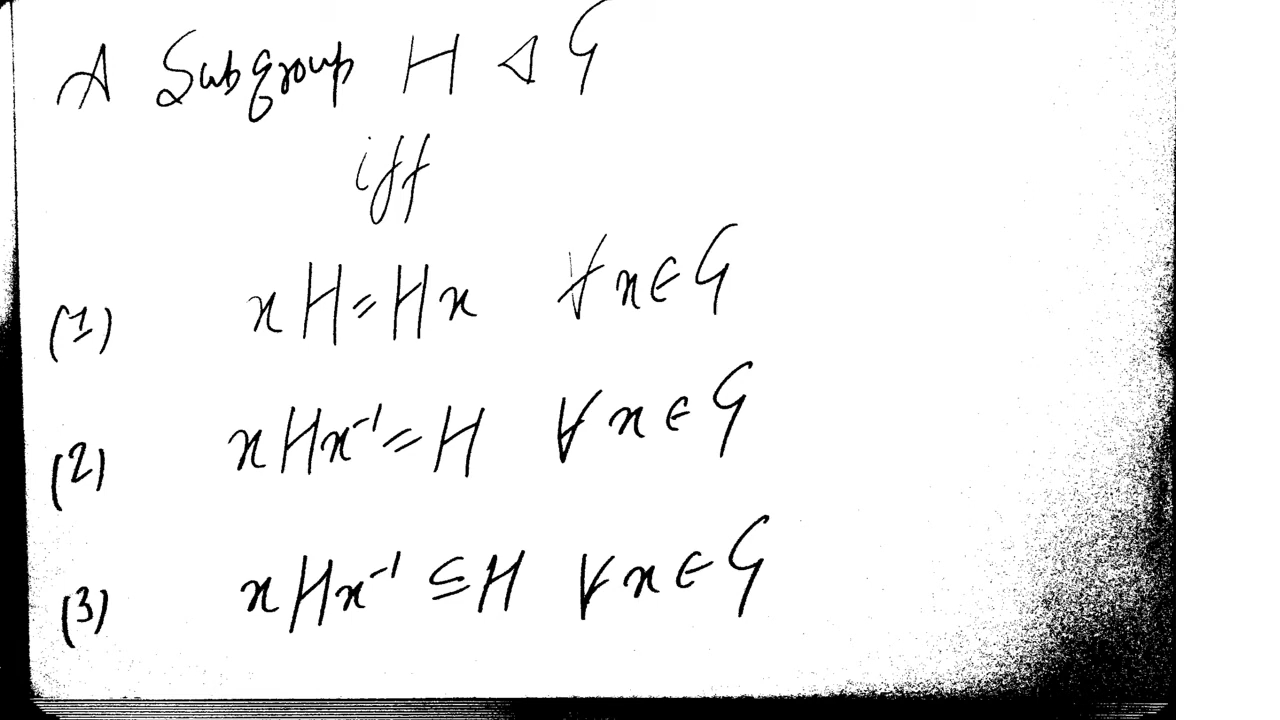 A Subgroup H ⊲ G
iff
(1) xH=Hx ∀x∈G
(2) xHx⁻¹=H ∀x∈G
(3) xHx⁻¹⊆H ∀x∈G